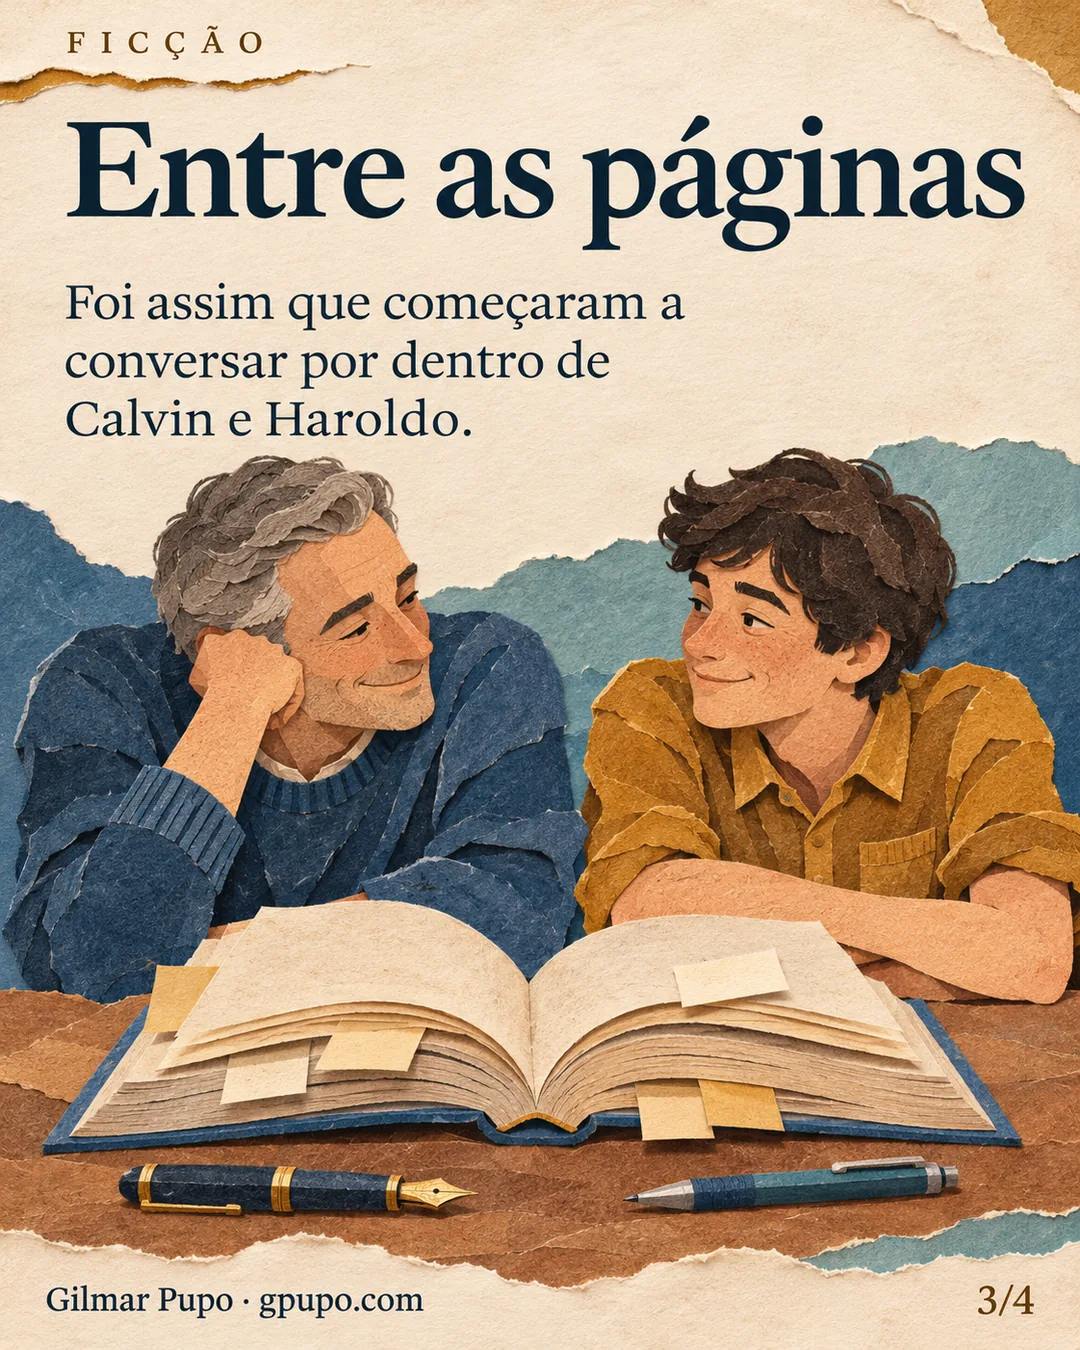 FICÇÃO
Entre as páginas
Foi assim que começaram a
conversar por dentro de
Calvin e Haroldo.
Gilmar Pupo · gpupo.com
3/4